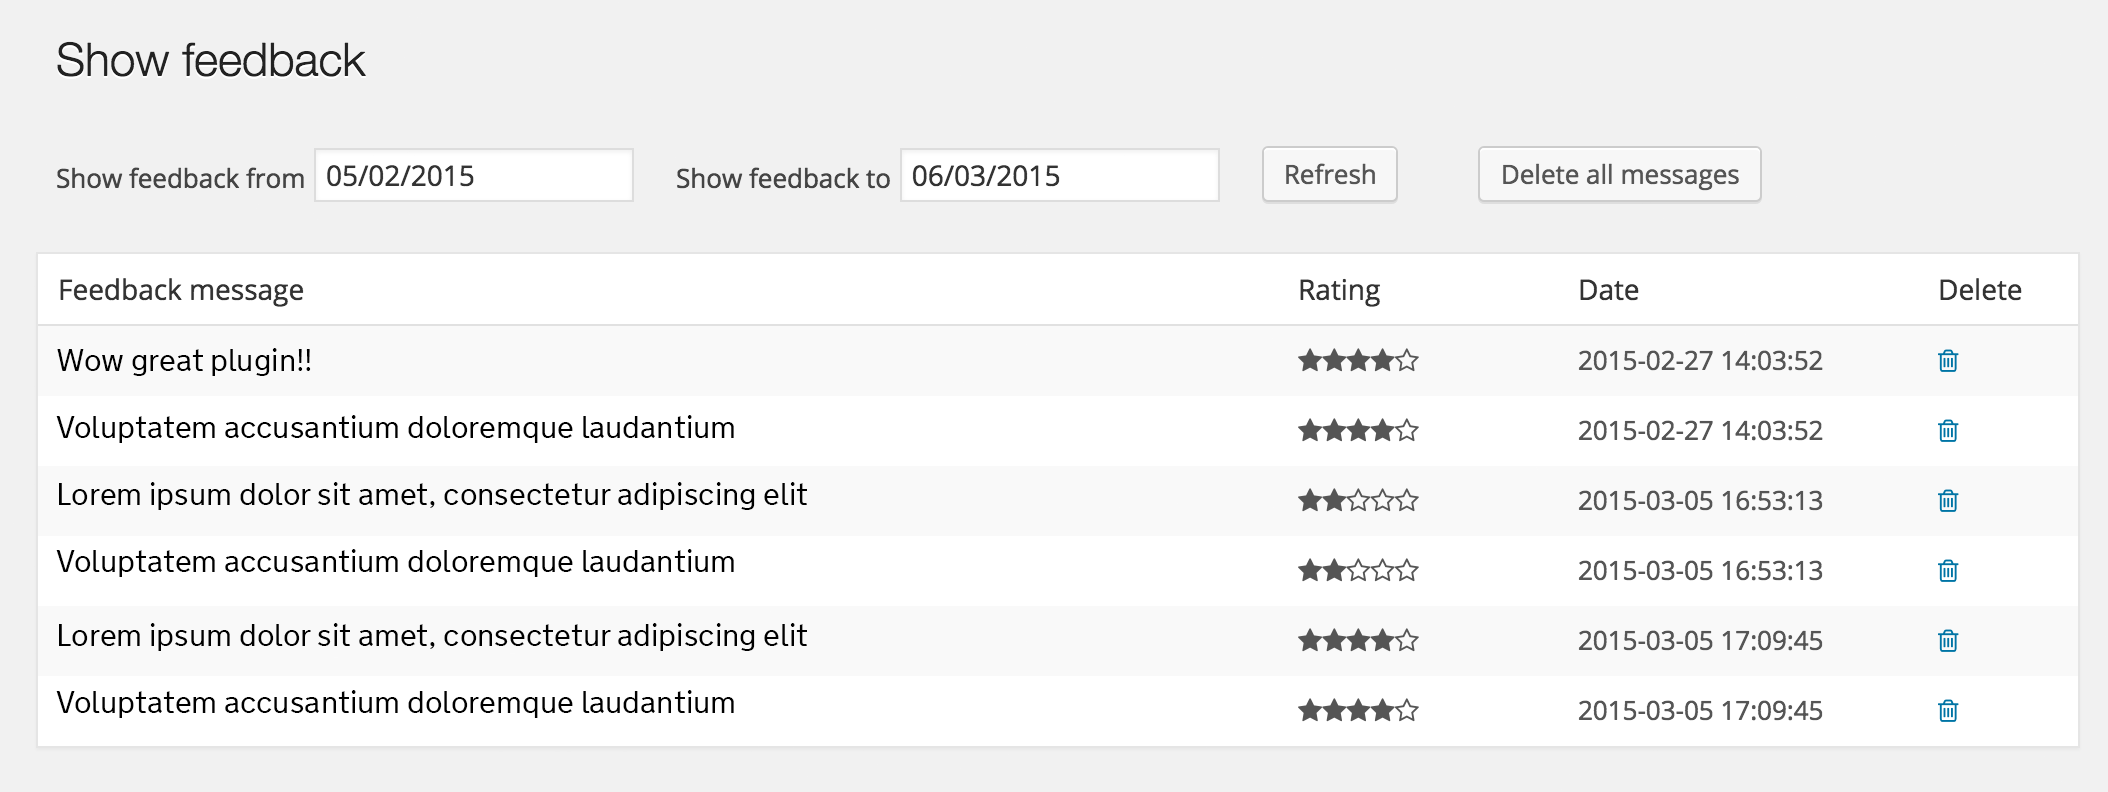 Show feedback
Show feedback from 05/02/2015 Show feedback to 06/03/2015 Refresh Delete all messages
Feedback message Rating Date Delete
Wow great plugin!! ★★★★☆ 2015-02-27 14:03:52
Voluptatem accusantium doloremque laudantium ★★★★☆ 2015-02-27 14:03:52
Lorem ipsum dolor sit amet, consectetur adipiscing elit ★★☆☆☆ 2015-03-05 16:53:13
Voluptatem accusantium doloremque laudantium ★★☆☆☆ 2015-03-05 16:53:13
Lorem ipsum dolor sit amet, consectetur adipiscing elit ★★★★☆ 2015-03-05 17:09:45
Voluptatem accusantium doloremque laudantium ★★★★☆ 2015-03-05 17:09:45